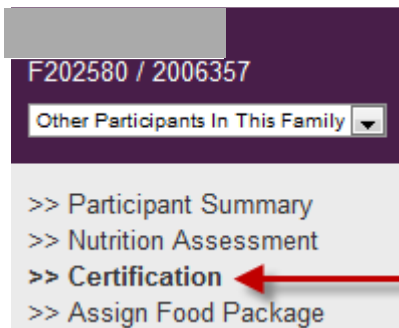 F202580 / 2006357
Other Participants In This Family
>> Participant Summary
>> Nutrition Assessment
>> Certification
>> Assign Food Package